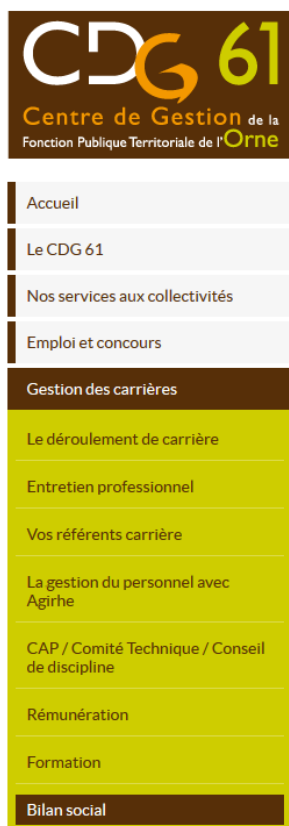 CDG 61
Centre de Gestion de la
Fonction Publique Territoriale de l'Orne
Accueil
Le CDG 61
Nos services aux collectivités
Emploi et concours
Gestion des carrières
Le déroulement de carrière
Entretien professionnel
Vos référents carrière
La gestion du personnel avec
Agirhe
CAP / Comité Technique / Conseil
de discipline
Rémunération
Formation
Bilan social